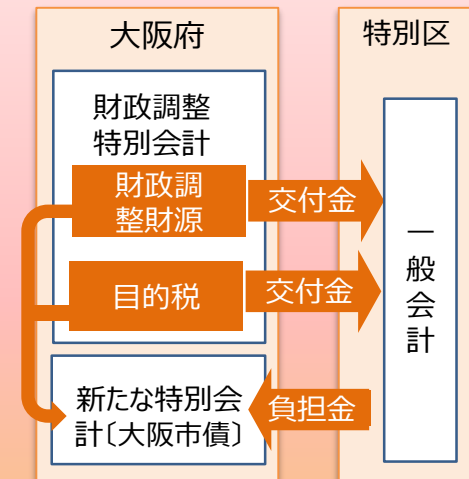 大阪府
特別区
財政調整
特別会計
財政調
整財源
交付金
目的税
交付金
一般会計
新たな特別会
計〔大阪市債〕
負担金